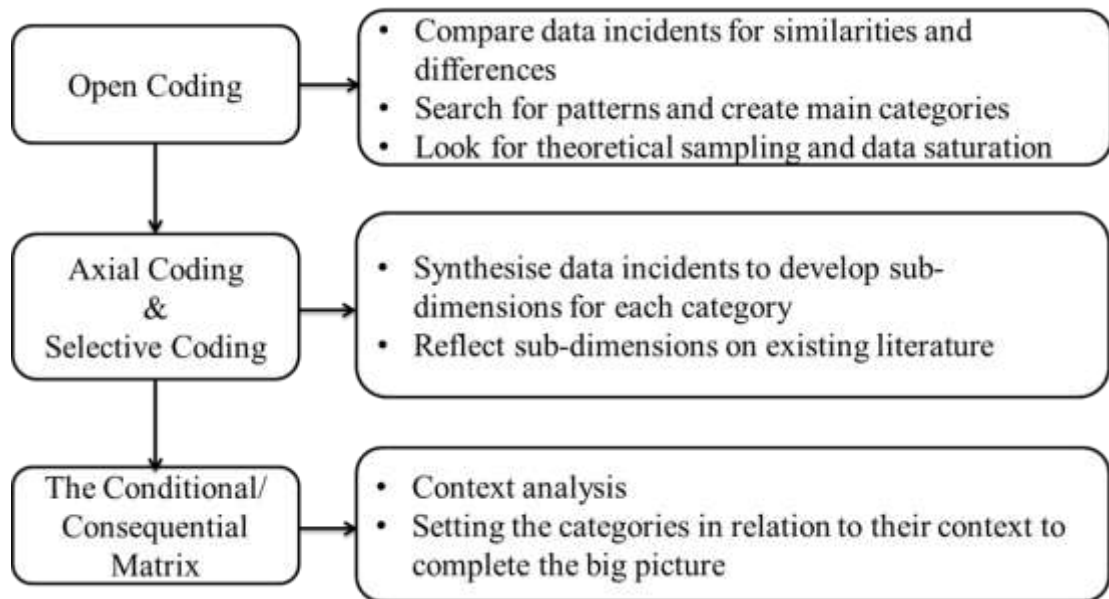 Open Coding
• Compare data incidents for similarities and
differences
• Search for patterns and create main categories
• Look for theoretical sampling and data saturation
Axial Coding
&
Selective Coding
• Synthesise data incidents to develop sub-
dimensions for each category
• Reflect sub-dimensions on existing literature
The Conditional/
Consequential
Matrix
• Context analysis
• Setting the categories in relation to their context to
complete the big picture